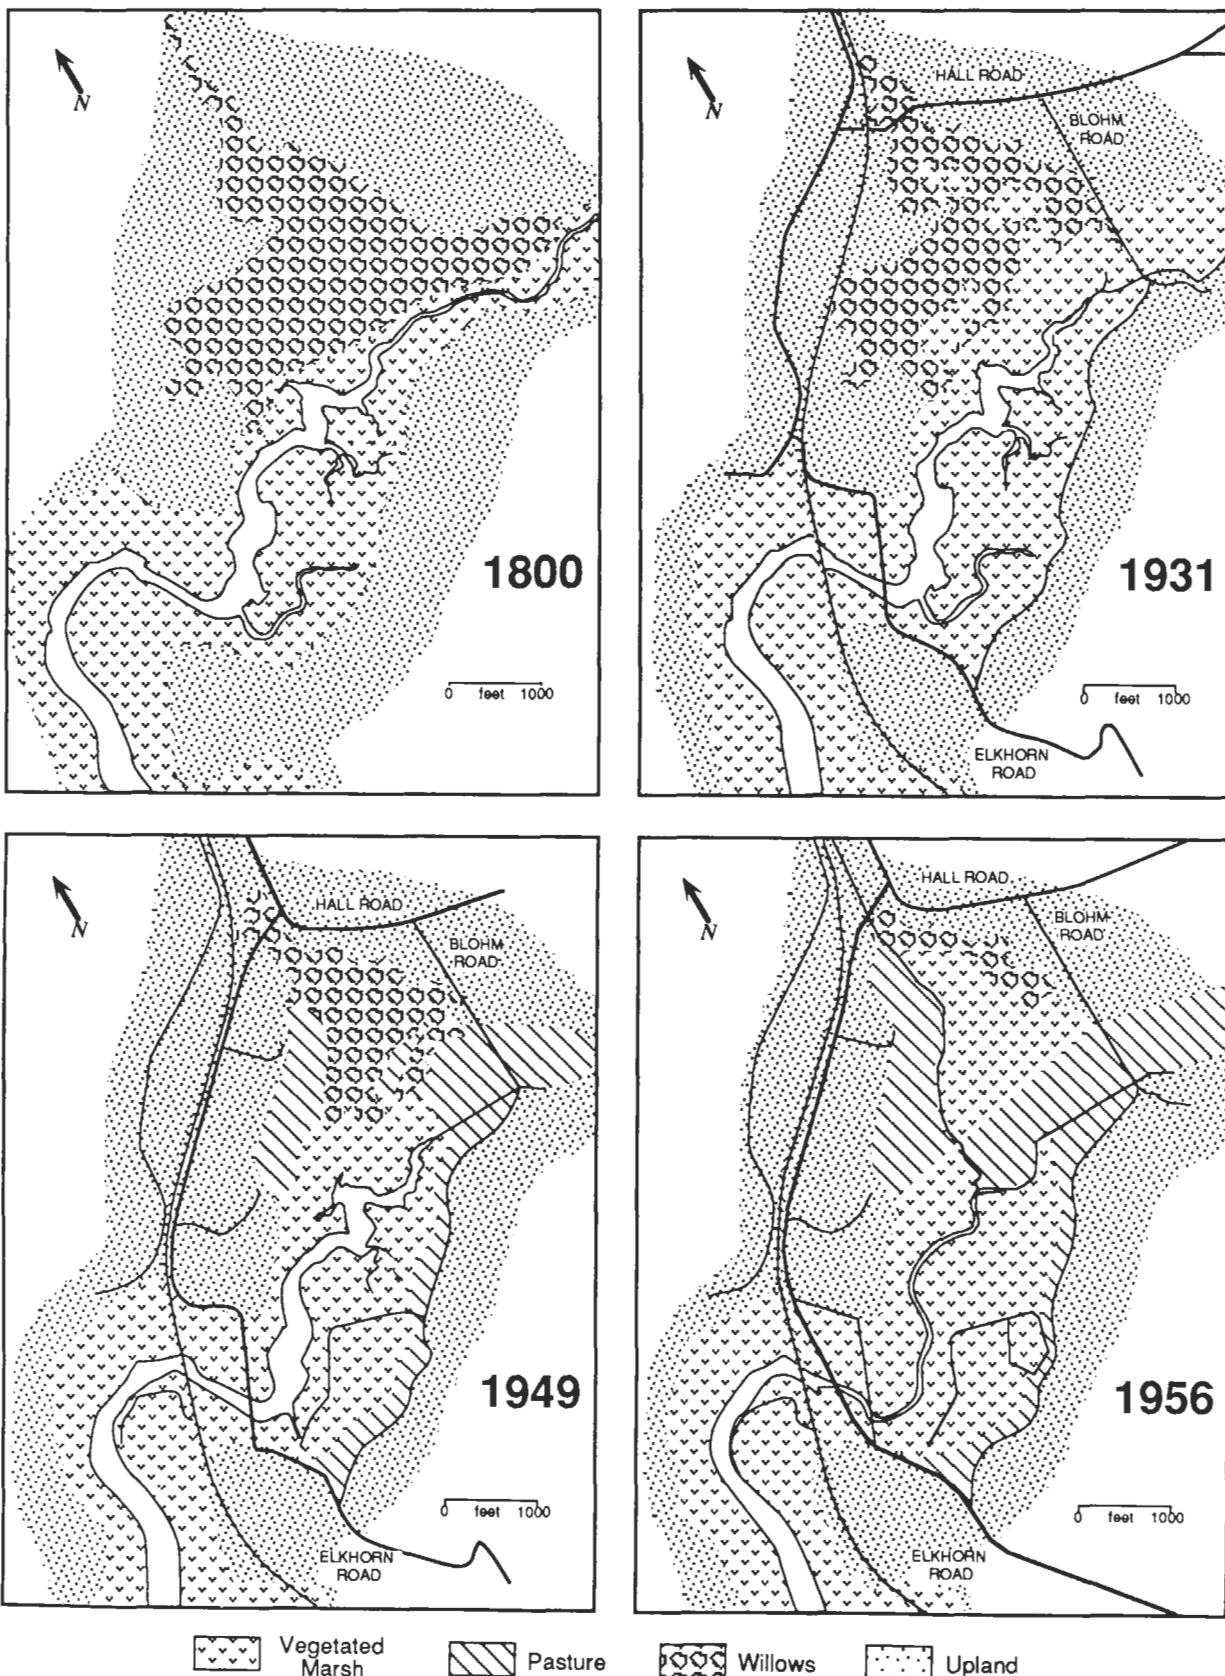 N
1800
0 feet 1000
HALL ROAD
BLOHM
ROAD
N
1931
0 feet 1000
ELKHORN
ROAD
HALL ROAD
BLOHM
ROAD
N
1949
0 feet 1000
ELKHORN
ROAD
HALL ROAD
BLOHM
ROAD
N
1956
0 feet 1000
ELKHORN
ROAD
Vegetated
Marsh
Pasture
Willows
Upland